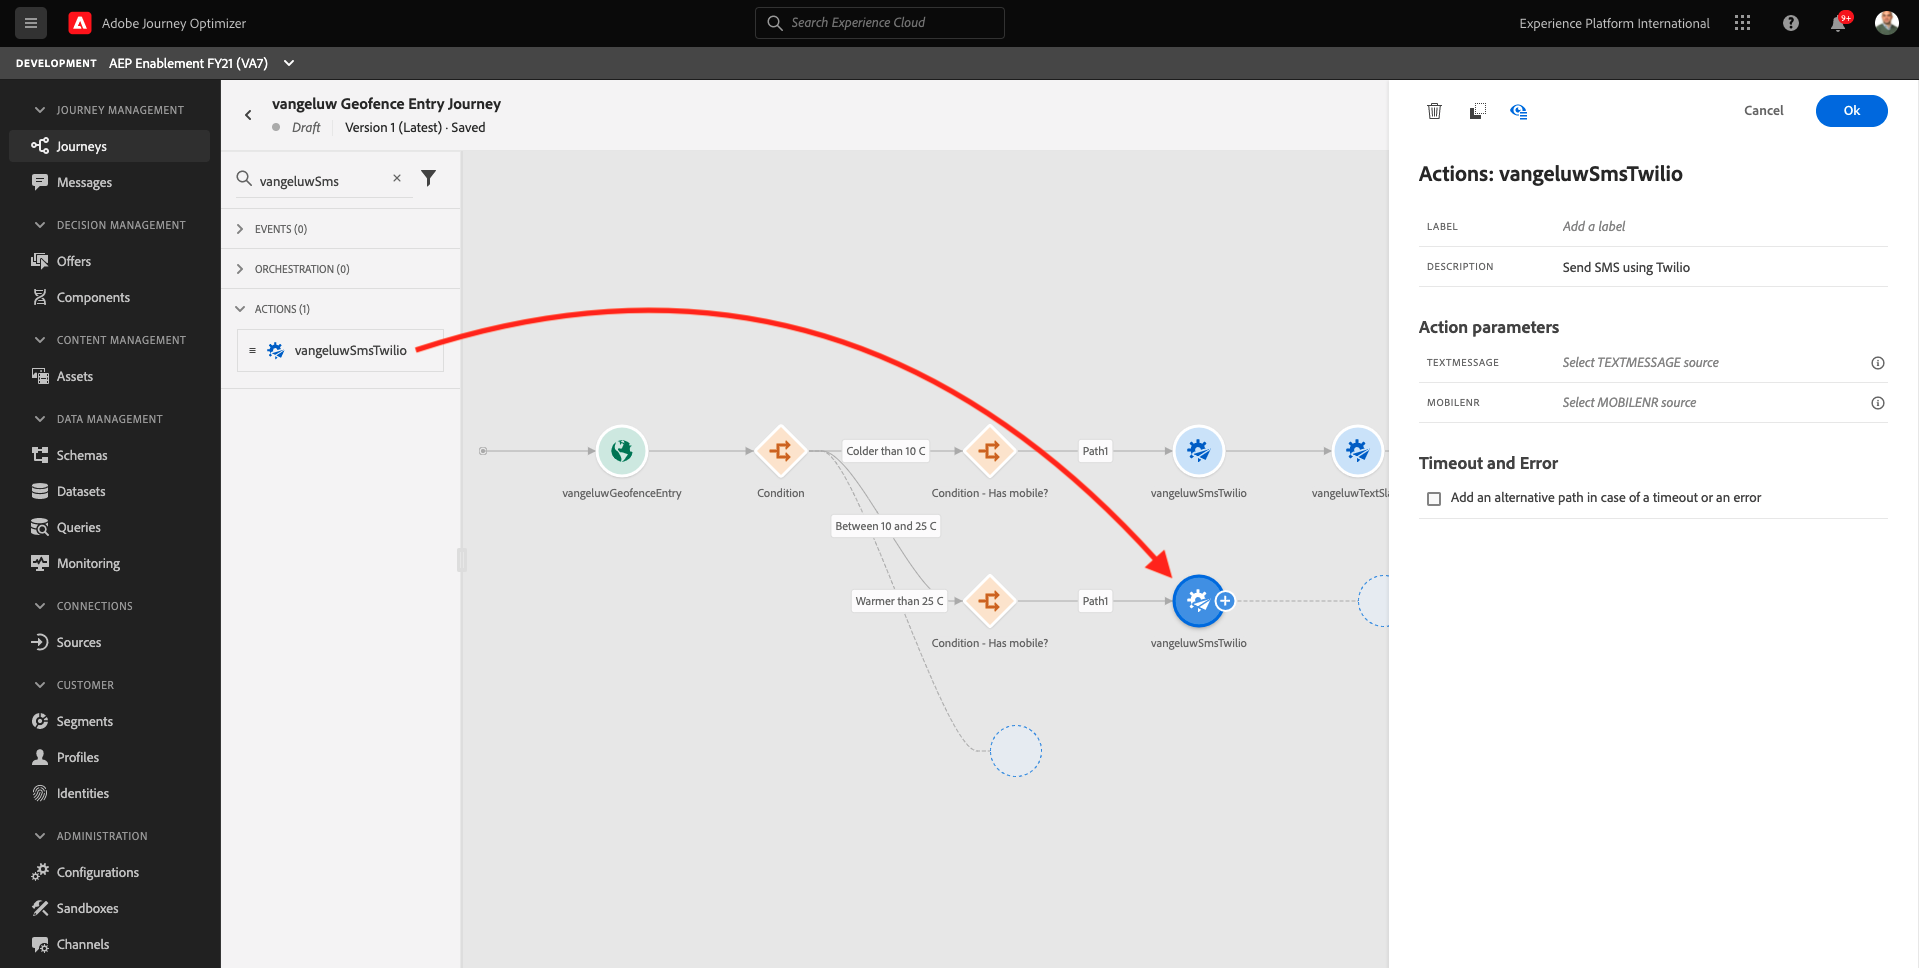 Adobe Journey Optimizer
Search Experience Cloud
Experience Platform International
9+
DEVELOPMENT AEP Enablement FY21 (VA7)
JOURNEY MANAGEMENT
Journeys
Messages
DECISION MANAGEMENT
Offers
Components
CONTENT MANAGEMENT
Assets
DATA MANAGEMENT
Schemas
Datasets
Queries
Monitoring
CONNECTIONS
Sources
CUSTOMER
Segments
Profiles
Identities
ADMINISTRATION
Configurations
Sandboxes
Channels
vangeluw Geofence Entry Journey
Draft Version 1 (Latest) · Saved
vangeluwSms
EVENTS (0)
ORCHESTRATION (0)
ACTIONS (1)
vangeluwSmsTwilio
Colder than 10 C
Path1
vangeluwGeofenceEntry
Condition
Condition - Has mobile?
vangeluwSmsTwilio
vangeluwTextSla
Between 10 and 25 C
Warmer than 25 C
Path1
Condition - Has mobile?
vangeluwSmsTwilio
Cancel
Ok
Actions: vangeluwSmsTwilio
LABEL Add a label
DESCRIPTION Send SMS using Twilio
Action parameters
TEXTMESSAGE Select TEXTMESSAGE source
MOBILENR Select MOBILENR source
Timeout and Error
Add an alternative path in case of a timeout or an error